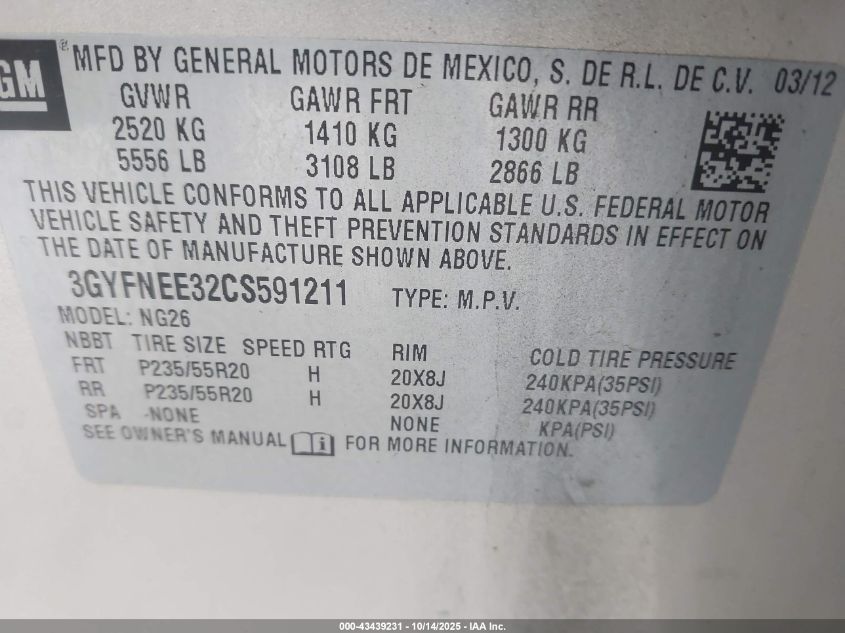 GM
® MFD BY GENERAL MOTORS DE MEXICO, S. DE R.L. DE C.V. 03/12
GVWR GAWR FRT GAWR RR
2520 KG 1410 KG 1300 KG
5556 LB 3108 LB 2866 LB
THIS VEHICLE CONFORMS TO ALL APPLICABLE U.S. FEDERAL MOTOR
VEHICLE SAFETY AND THEFT PREVENTION STANDARDS IN EFFECT ON
THE DATE OF MANUFACTURE SHOWN ABOVE.
3GYFNEE32CS591211 TYPE: M.P.V.
MODEL: NG26
NBBT TIRE SIZE SPEED RTG RIM COLD TIRE PRESSURE
FRT P235/55R20 H 20X8J 240KPA(35PSI)
RR P235/55R20 H 20X8J 240KPA(35PSI)
SPA -NONE NONE KPA(PSI)
SEE OWNER'S MANUAL i FOR MORE INFORMATION.
000-43439231 - 10/14/2025 - IAA Inc.